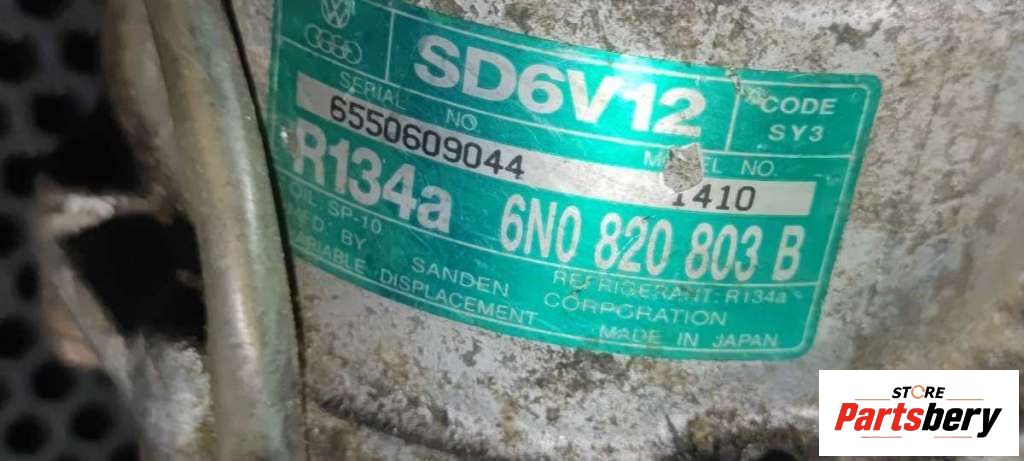 SD6V12
CODE
SY3
SERIAL NO.
6550609044
MODEL NO.
1410
R134a
6N0 820 803 B
OIL: SP-10
REFRIGERANT: R134a
BY SANDEN CORPORATION
VARIABLE DISPLACEMENT
MADE IN JAPAN
STORE
Partsbery